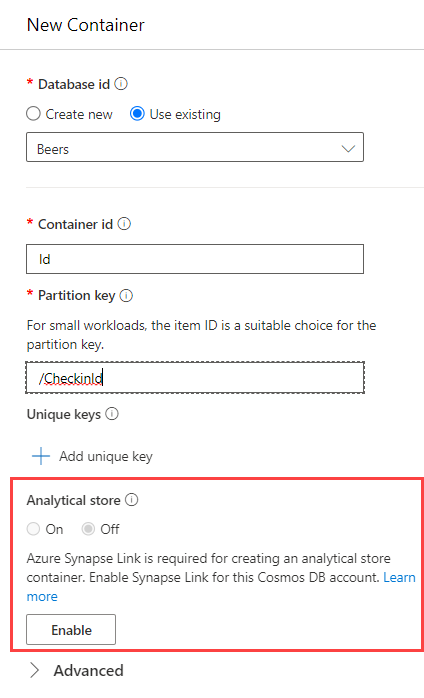 New Container
* Database id
Create new Use existing
Beers
* Container id
Id
* Partition key
For small workloads, the item ID is a suitable choice for the
partition key.
/CheckinId
Unique keys
Add unique key
Analytical store
On Off
Azure Synapse Link is required for creating an analytical store
container. Enable Synapse Link for this Cosmos DB account. Learn
more
Enable
Advanced